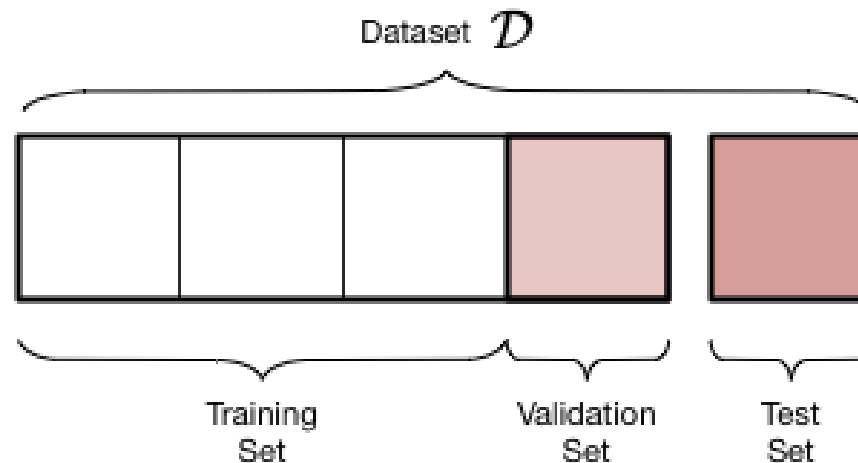 Dataset 𝒟
Training
Set
Validation
Set
Test
Set